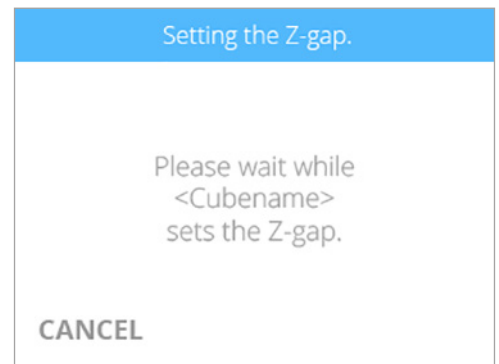 Setting the Z-gap.
Please wait while
<Cubename>
sets the Z-gap.
CANCEL